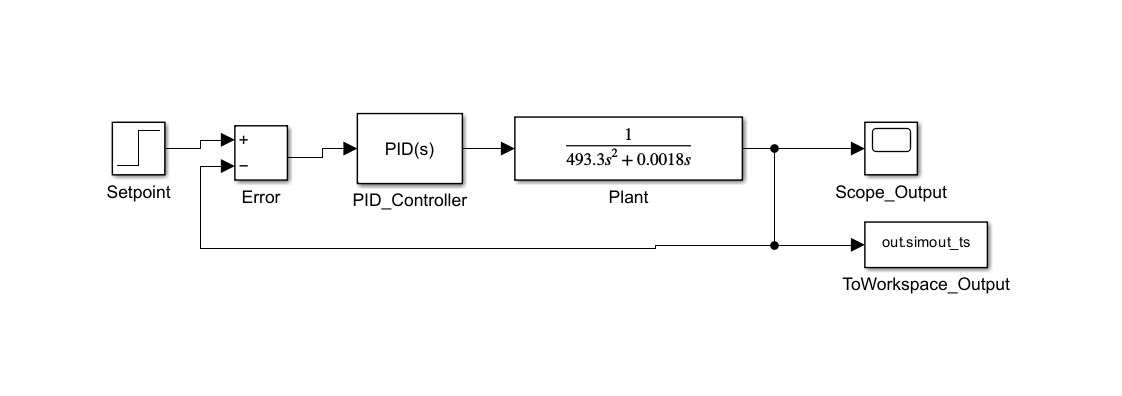 +
−
PID(s)
1
493.3s² + 0.0018s
out.simout_ts
Setpoint
Error
PID_Controller
Plant
Scope_Output
ToWorkspace_Output